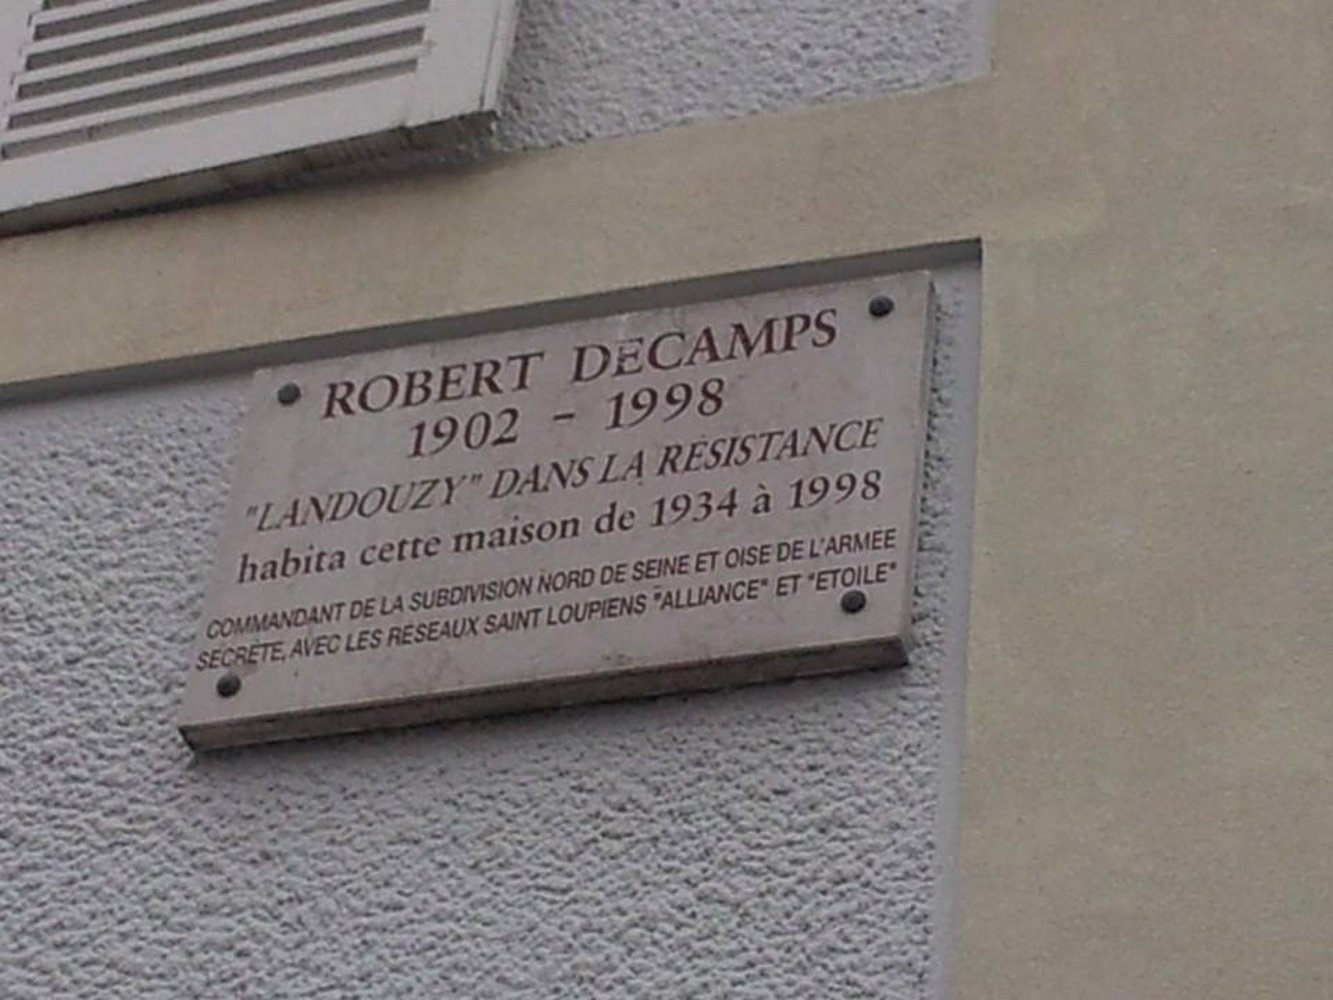 ROBERT DECAMPS
1902 - 1998
"LANDOUZY" DANS LA RÉSISTANCE
habita cette maison de 1934 à 1998
COMMANDANT DE LA SUBDIVISION NORD DE SEINE ET OISE DE L'ARMEE
SECRETE, AVEC LES RESEAUX SAINT LOUPIENS "ALLIANCE" ET "ETOILE"